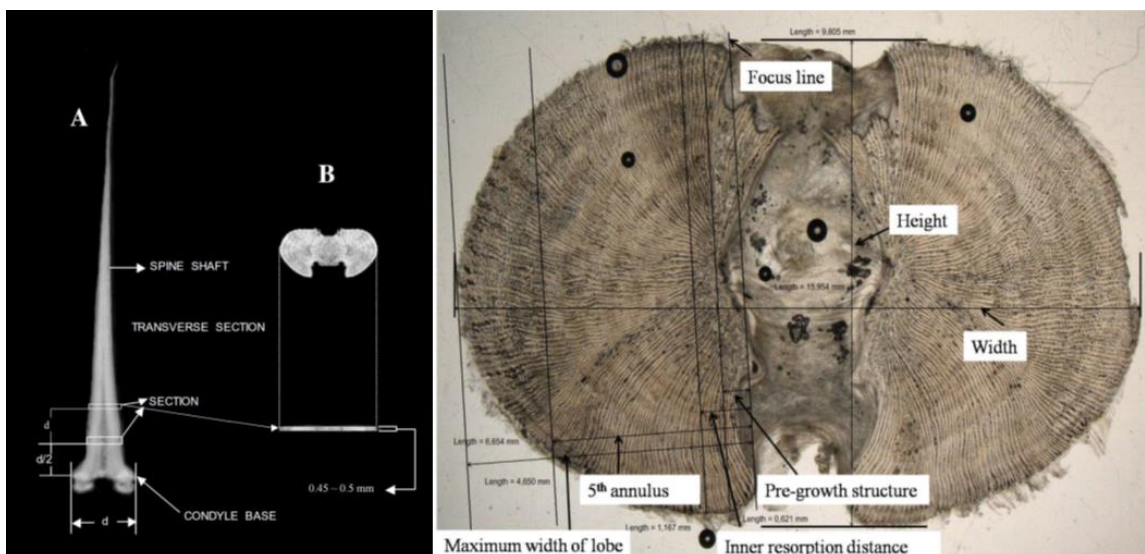 A
B
SPINE SHAFT
TRANSVERSE SECTION
SECTION
d
d/2
0.45 – 0.5 mm
CONDYLE BASE
d
Length = 9,805 mm
Focus line
Height
Length = 15,954 mm
Width
Length = 6,654 mm
Length = 4,650 mm
5th annulus
Pre-growth structure
Length = 1,167 mm
Length = 0,621 mm
Maximum width of lobe
Inner resorption distance